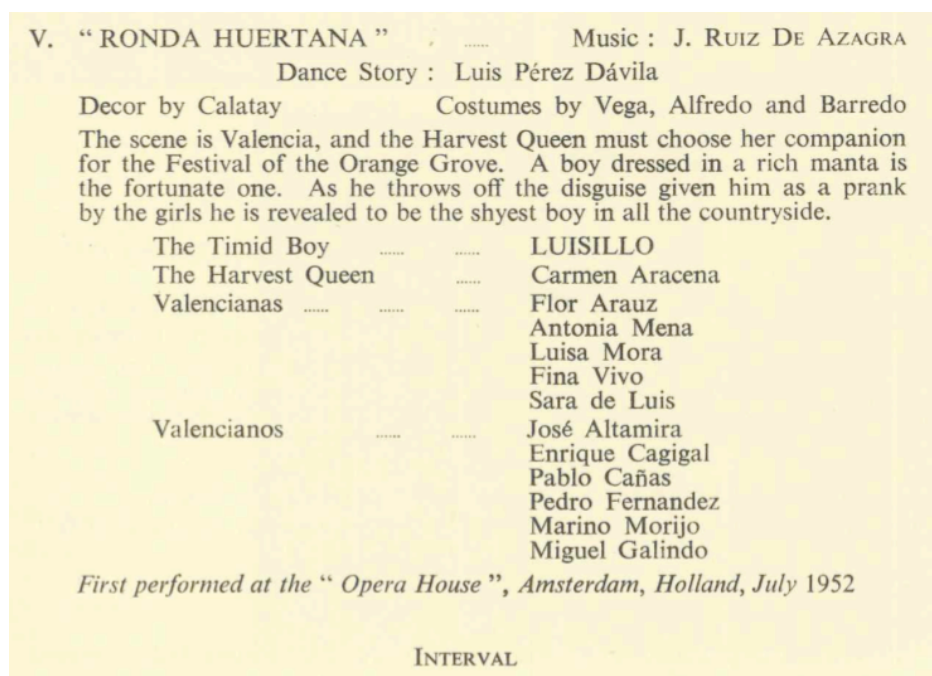 V. “ RONDA HUERTANA ” ...... Music : J. RUIZ DE AZAGRA
Dance Story : Luis Pérez Dávila
Decor by Calatay Costumes by Vega, Alfredo and Barredo
The scene is Valencia, and the Harvest Queen must choose her companion
for the Festival of the Orange Grove. A boy dressed in a rich manta is
the fortunate one. As he throws off the disguise given him as a prank
by the girls he is revealed to be the shyest boy in all the countryside.
The Timid Boy ...... ...... LUISILLO
The Harvest Queen ...... Carmen Aracena
Valencianas ...... ...... ...... Flor Arauz
Antonia Mena
Luisa Mora
Fina Vivo
Sara de Luis
Valencianos ...... ...... José Altamira
Enrique Cagigal
Pablo Cañas
Pedro Fernandez
Marino Morijo
Miguel Galindo
First performed at the “ Opera House ”, Amsterdam, Holland, July 1952
INTERVAL